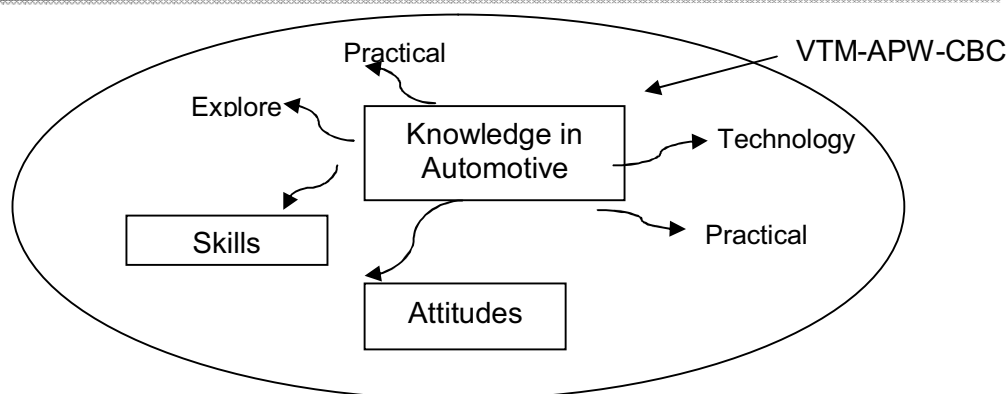 Practical
VTM-APW-CBC
Explore
Knowledge in
Automotive
Technology
Skills
Practical
Attitudes